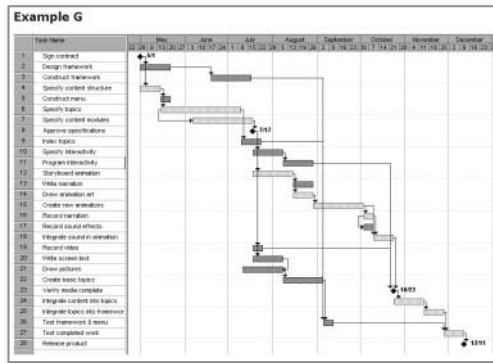 Example G
Task Name
May June July August September October November December
1 Sign contract 5/1
2 Design framework
3 Construct framework
4 Specify content structure
5 Construct menu
6 Specify topics
7 Specify content modules
8 Approve specifications 7/17
9 Index topics
10 Specify interactivity
11 Program interactivity
12 Storyboard animation
13 Write narration
14 Draw animation art
15 Create new animations
16 Record narration
17 Record sound effects
18 Integrate sound in animation
19 Record video
20 Write screen text
21 Draw pictures
22 Create basic topics
23 Verify media complete 10/23
24 Integrate content into topics
25 Integrate topics into framewor
26 Test framework & menu
27 Test completed work
28 Release product 12/11